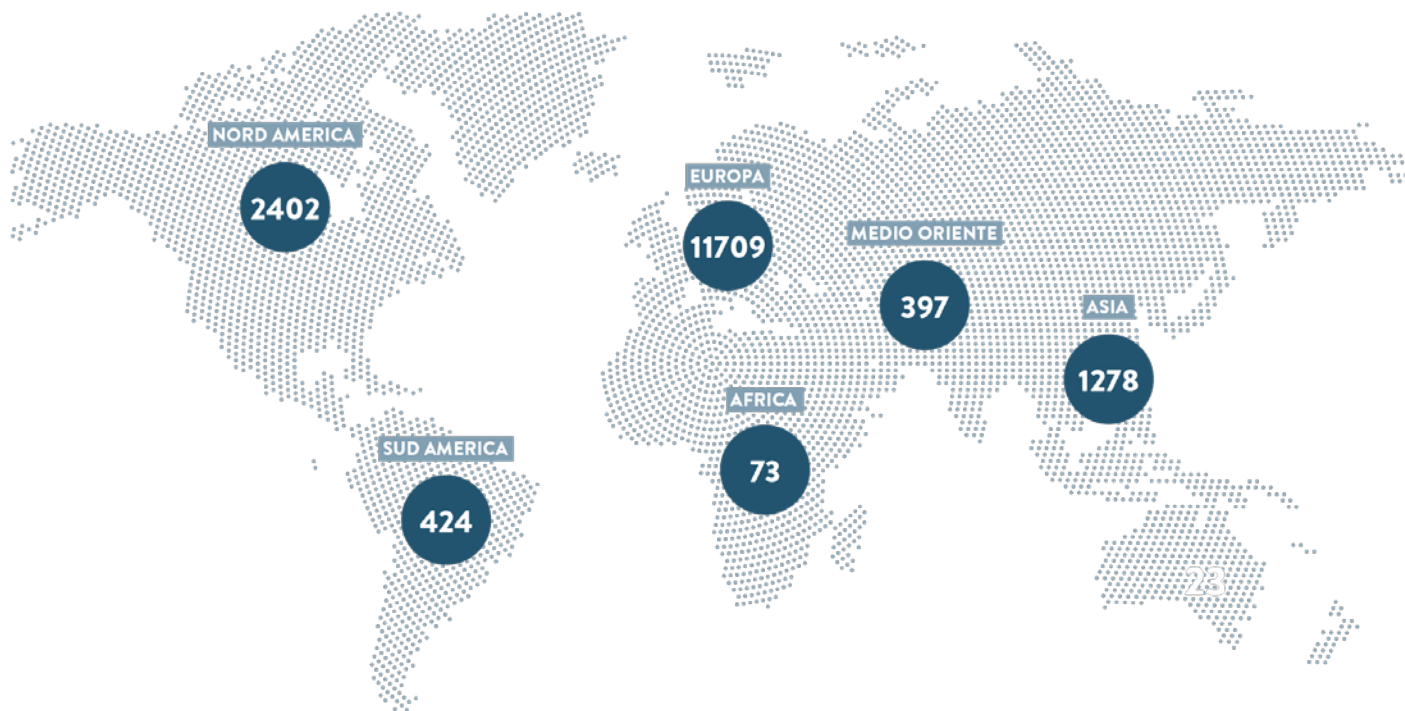 NORD AMERICA
2402
EUROPA
11709
MEDIO ORIENTE
397
ASIA
1278
AFRICA
73
SUD AMERICA
424
23